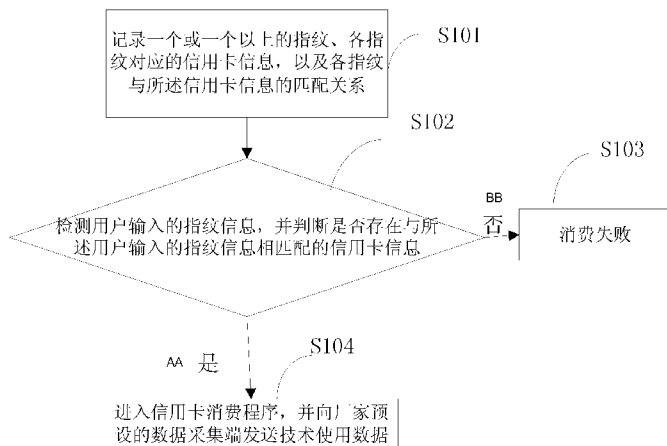 记录一个或一个以上的指纹、各指
纹对应的信用卡信息，以及各指纹
与所述信用卡信息的匹配关系
S101
S102
S103
检测用户输入的指纹信息，并判断是否存在与所
述用户输入的指纹信息相匹配的信用卡信息
BB
否
消费失败
AA 是
S104
进入信用卡消费程序，并向厂家预
设的数据采集端发送技术使用数据